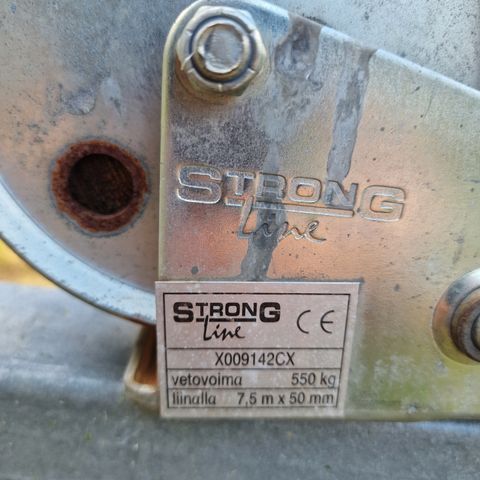 STRONG
Line
STRONG
Line CE
X009142CX
vetovoima 550 kg
liinalla 7,5 m x 50 mm